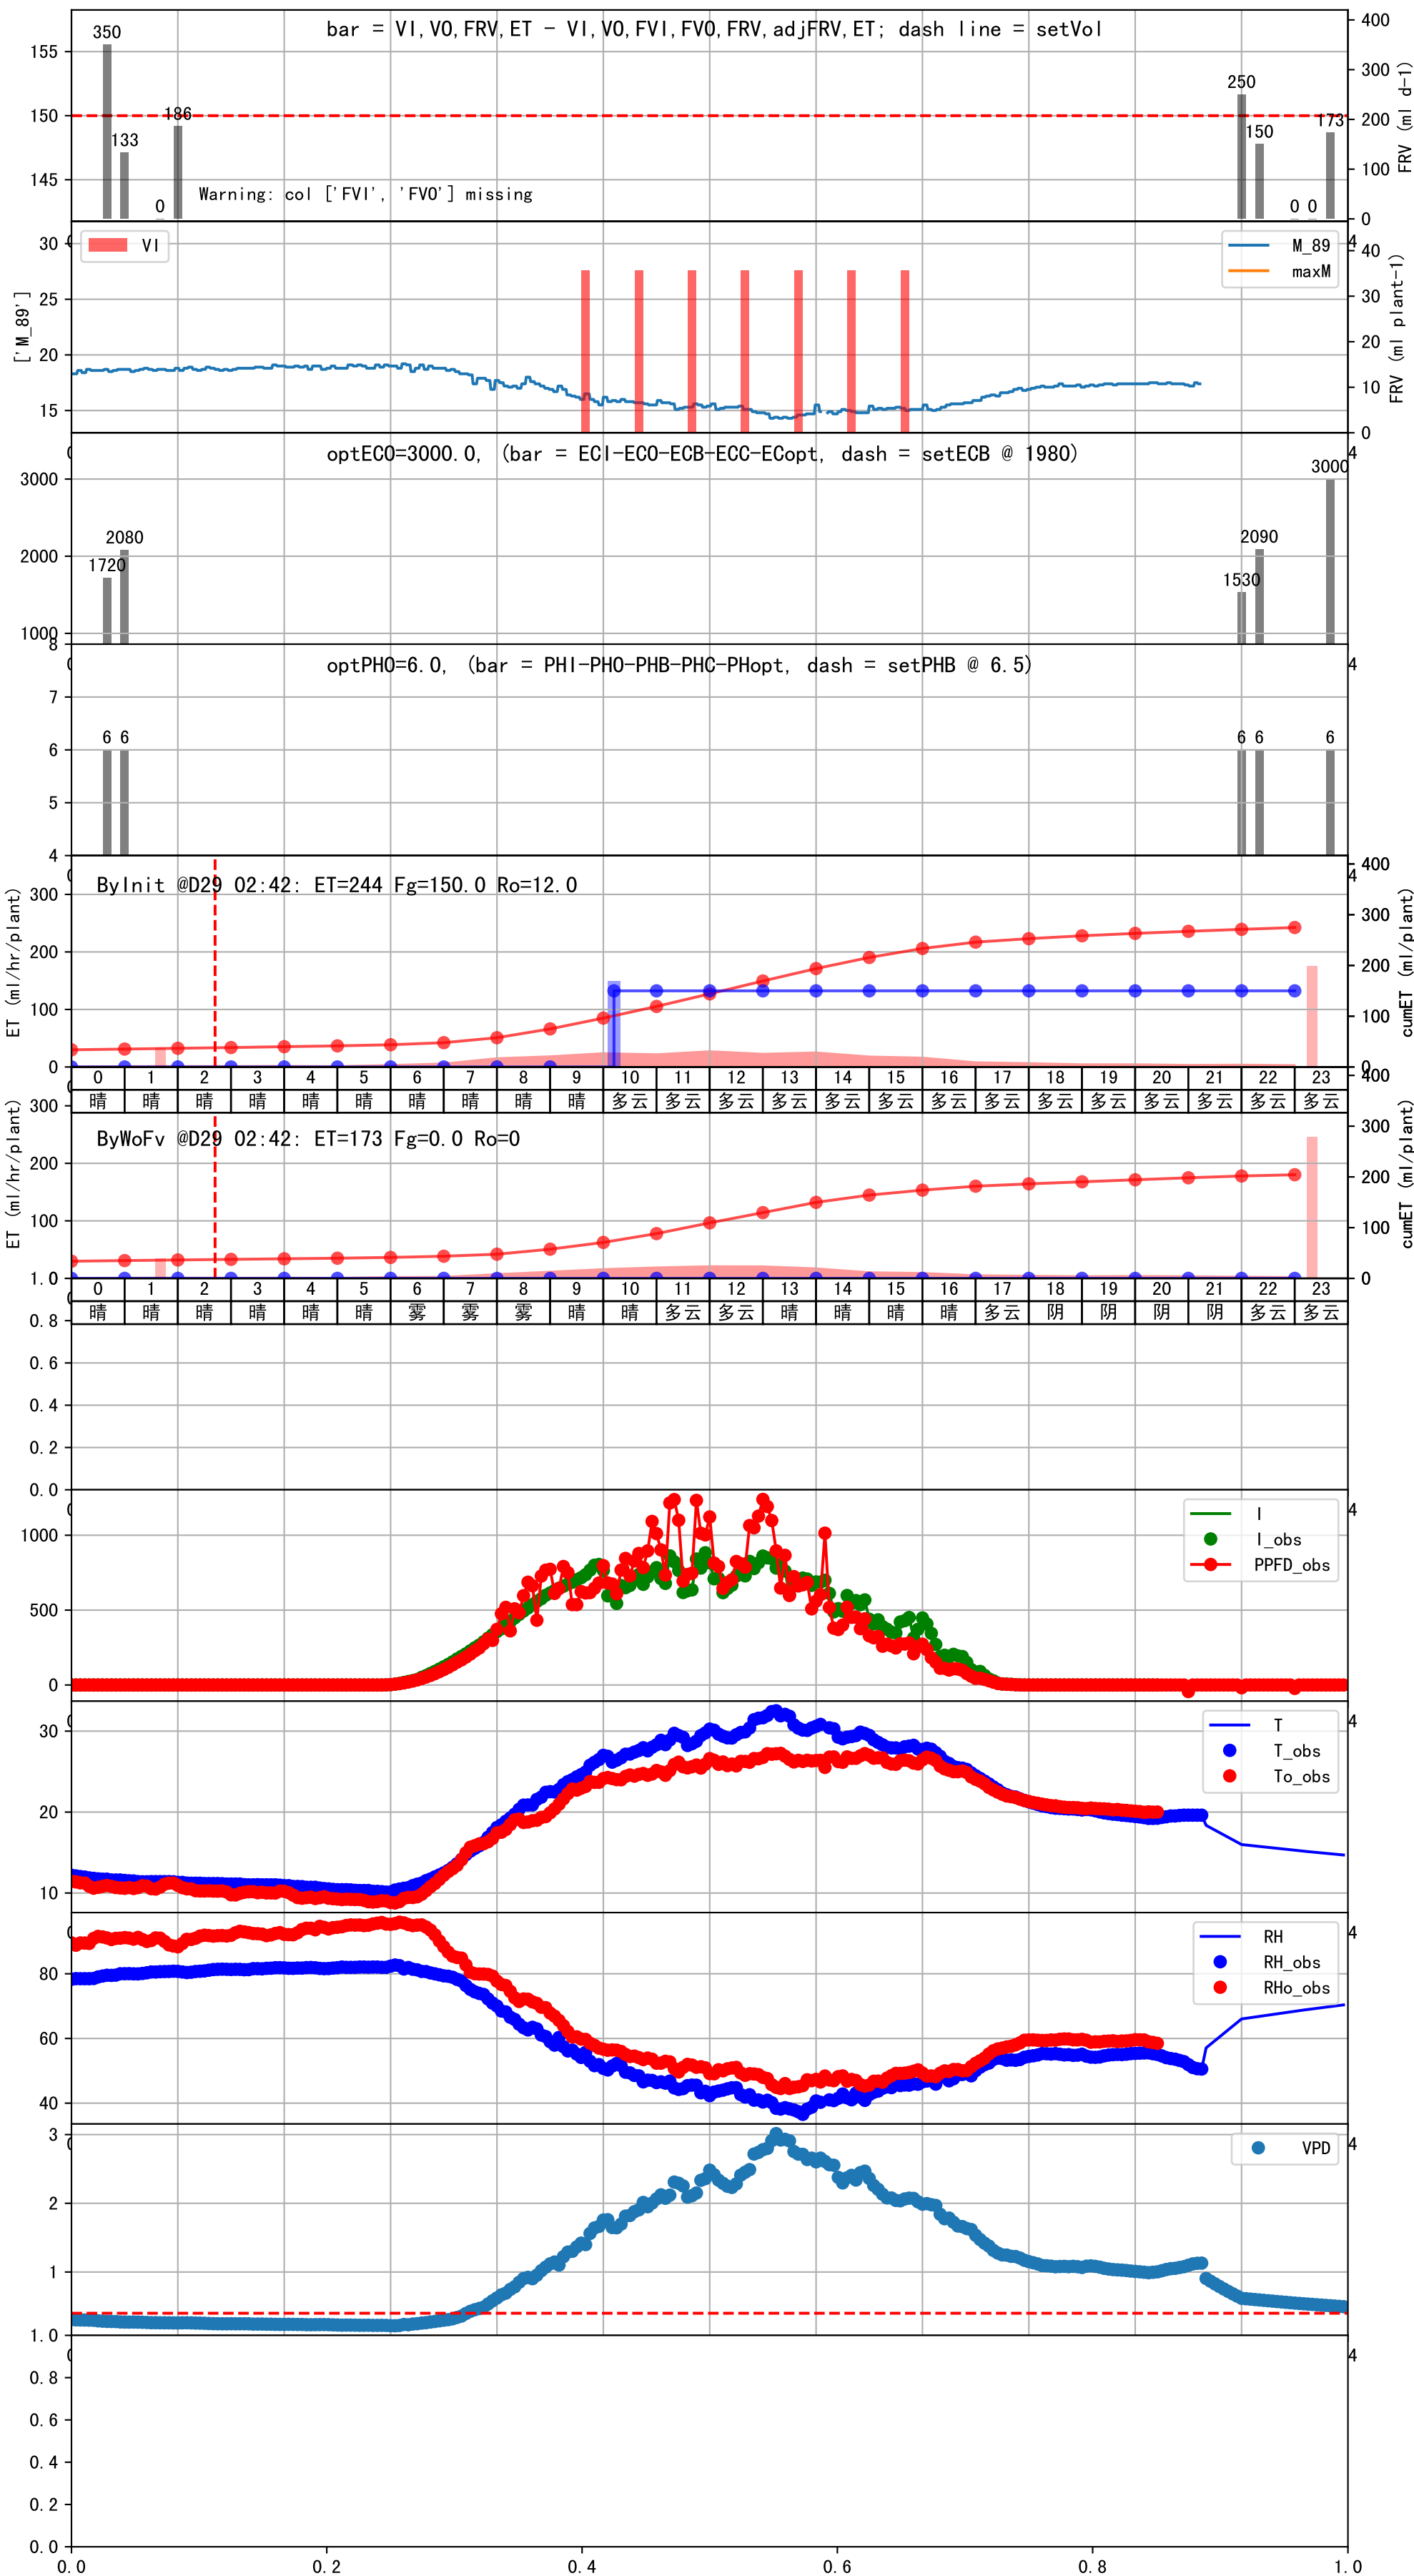 bar = VI,VO,FRV,ET - VI,VO,FVI,FVO,FRV,adjFRV,ET; dash line = setVol
350
133
0
186
250
150
0 0
173
Warning: col ['FVI', 'FVO'] missing
155
150
145
400
300
200
100
0
FRV (ml d-1)
VI
M_89
maxM
['M_89']
30
25
20
15
40
30
20
10
0
FRV (ml plant-1)
optECO=3000.0, (bar = ECI-ECO-ECB-ECC-ECopt, dash = setECB @ 1980)
3000
2000
1000
1720
2080
1530
2090
3000
optPHO=6.0, (bar = PHI-PHO-PHB-PHC-PHopt, dash = setPHB @ 6.5)
8
7
6
5
4
6 6
6 6
6
ByInit @D29 02:42: ET=244 Fg=150.0 Ro=12.0
ET (ml/hr/plant)
300
200
100
0
400
300
200
100
0
cumET (ml/plant)
0 1 2 3 4 5 6 7 8 9 10 11 12 13 14 15 16 17 18 19 20 21 22 23
晴 晴 晴 晴 晴 晴 晴 晴 晴 晴 多云 多云 多云 多云 多云 多云 多云 多云 多云 多云 多云 多云 多云 多云
ByWoFv @D29 02:42: ET=173 Fg=0.0 Ro=0
ET (ml/hr/plant)
300
200
100
400
300
200
100
0
cumET (ml/plant)
0 1 2 3 4 5 6 7 8 9 10 11 12 13 14 15 16 17 18 19 20 21 22 23
晴 晴 晴 晴 晴 晴 雾 雾 雾 晴 晴 多云 多云 晴 晴 晴 晴 多云 阴 阴 阴 阴 多云 多云
1.0
0.8
0.6
0.4
0.2
0.0
I
I_obs
PPFD_obs
1000
500
0
T
T_obs
To_obs
30
20
10
RH
RH_obs
RHo_obs
80
60
40
VPD
3
2
1
1.0
0.8
0.6
0.4
0.2
0.0
0.0 0.2 0.4 0.6 0.8 1.0